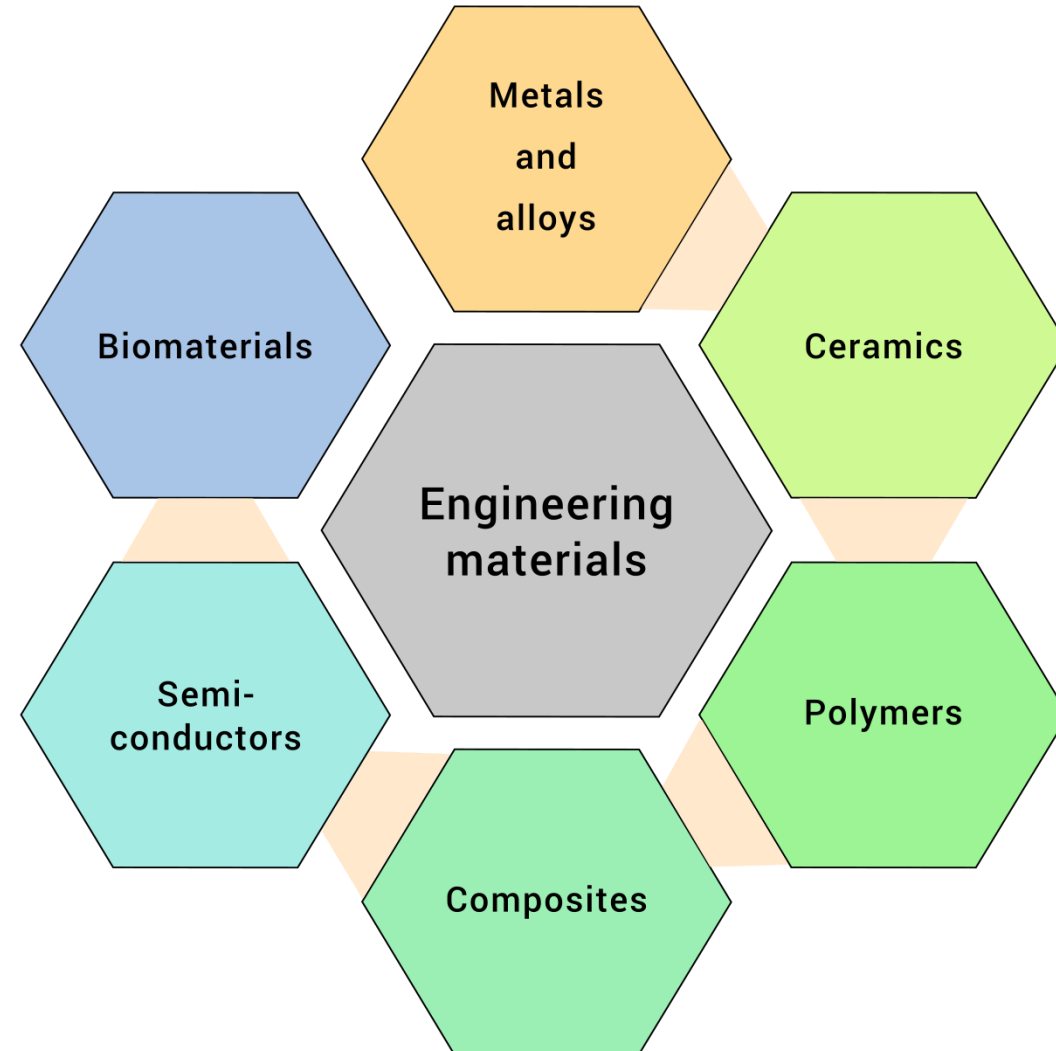 Metals
and
alloys
Biomaterials
Ceramics
Engineering
materials
Semi-
conductors
Polymers
Composites